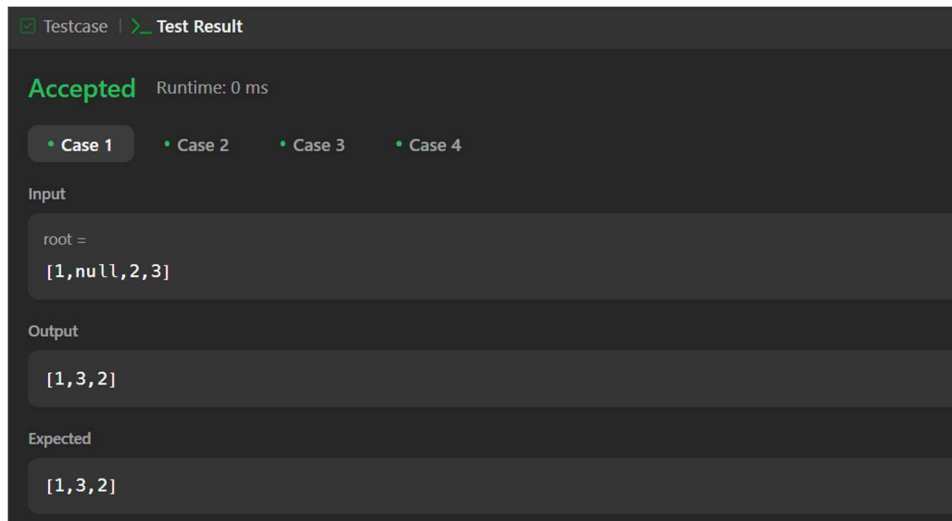 Testcase | >_ Test Result
Accepted Runtime: 0 ms
• Case 1 • Case 2 • Case 3 • Case 4
Input
root =
[1,null,2,3]
Output
[1,3,2]
Expected
[1,3,2]